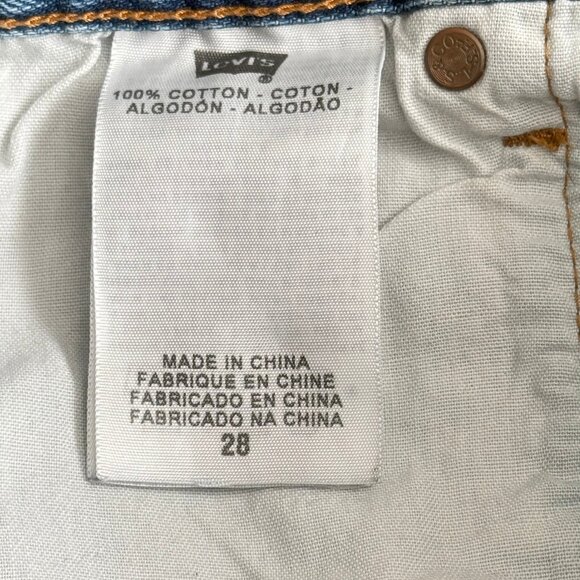 Levi's
®
100% COTTON - COTON -
ALGODÓN - ALGODÃO
MADE IN CHINA
FABRIQUE EN CHINE
FABRICADO EN CHINA
FABRICADO NA CHINA
28